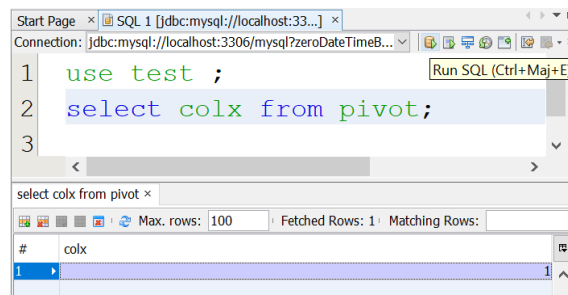 Start Page × SQL 1 [jdbc:mysql://localhost:33...] ×
Connection: jdbc:mysql://localhost:3306/mysql?zeroDateTimeB...
Run SQL (Ctrl+Maj+E)
1 use test ;
2 select colx from pivot;
3
select colx from pivot ×
Max. rows: 100 Fetched Rows: 1 Matching Rows:
# colx
1 1